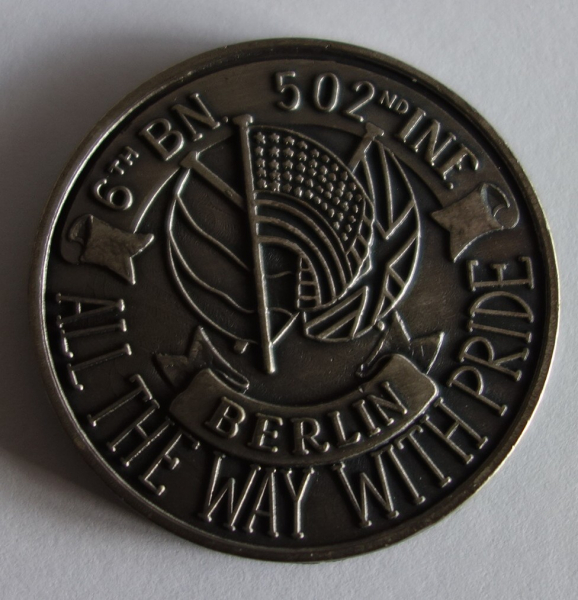 6TH BN. 502ND INF.
BERLIN
ALL THE WAY WITH PRIDE